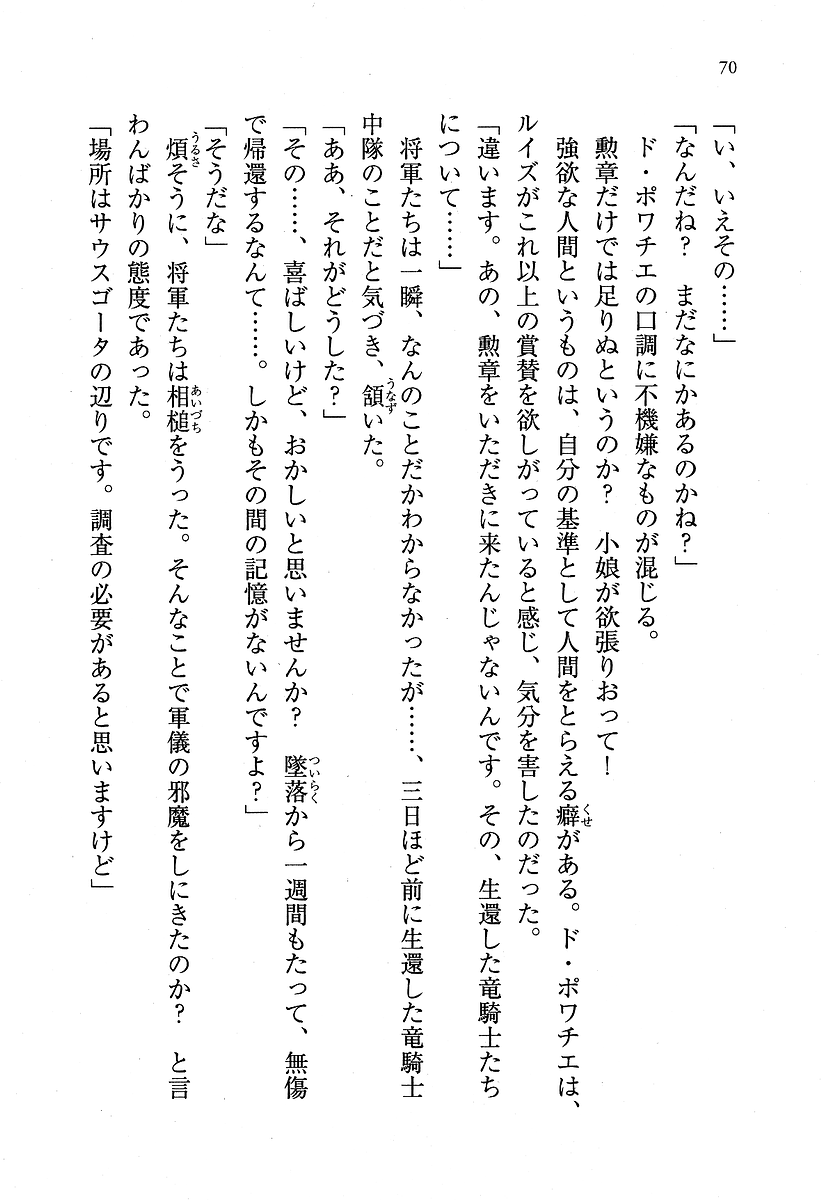 70
「い、いえその……」
「なんだね？　まだなにかあるのかね？」
ド・ポワチエの口調に不機嫌なものが混じる。
勲章だけでは足りぬというのか？　小娘が欲張りおって！
強欲な人間というものは、自分の基準として人間をとらえる癖がある。ド・ポワチエは、
くせ
ルイズがこれ以上の賞賛を欲しがっていると感じ、気分を害したのだった。
「違います。あの、勲章をいただきに来たんじゃないんです。その、生還した竜騎士たち
について……」
将軍たちは一瞬、なんのことだかわからなかったが……、三日ほど前に生還した竜騎士
中隊のことだと気づき、頷いた。
うなず
「ああ、それがどうした？」
「その……、喜ばしいけど、おかしいと思いませんか？　墜落から一週間もたって、無傷
ついらく
で帰還するなんて……。しかもその間の記憶がないんですよ？」
「そうだな」
煩そうに、将軍たちは相槌をうった。そんなことで軍儀の邪魔をしにきたのか？　と言
うるさ
あいづち
わんばかりの態度であった。
「場所はサウスゴータの辺りです。調査の必要があると思いますけど」